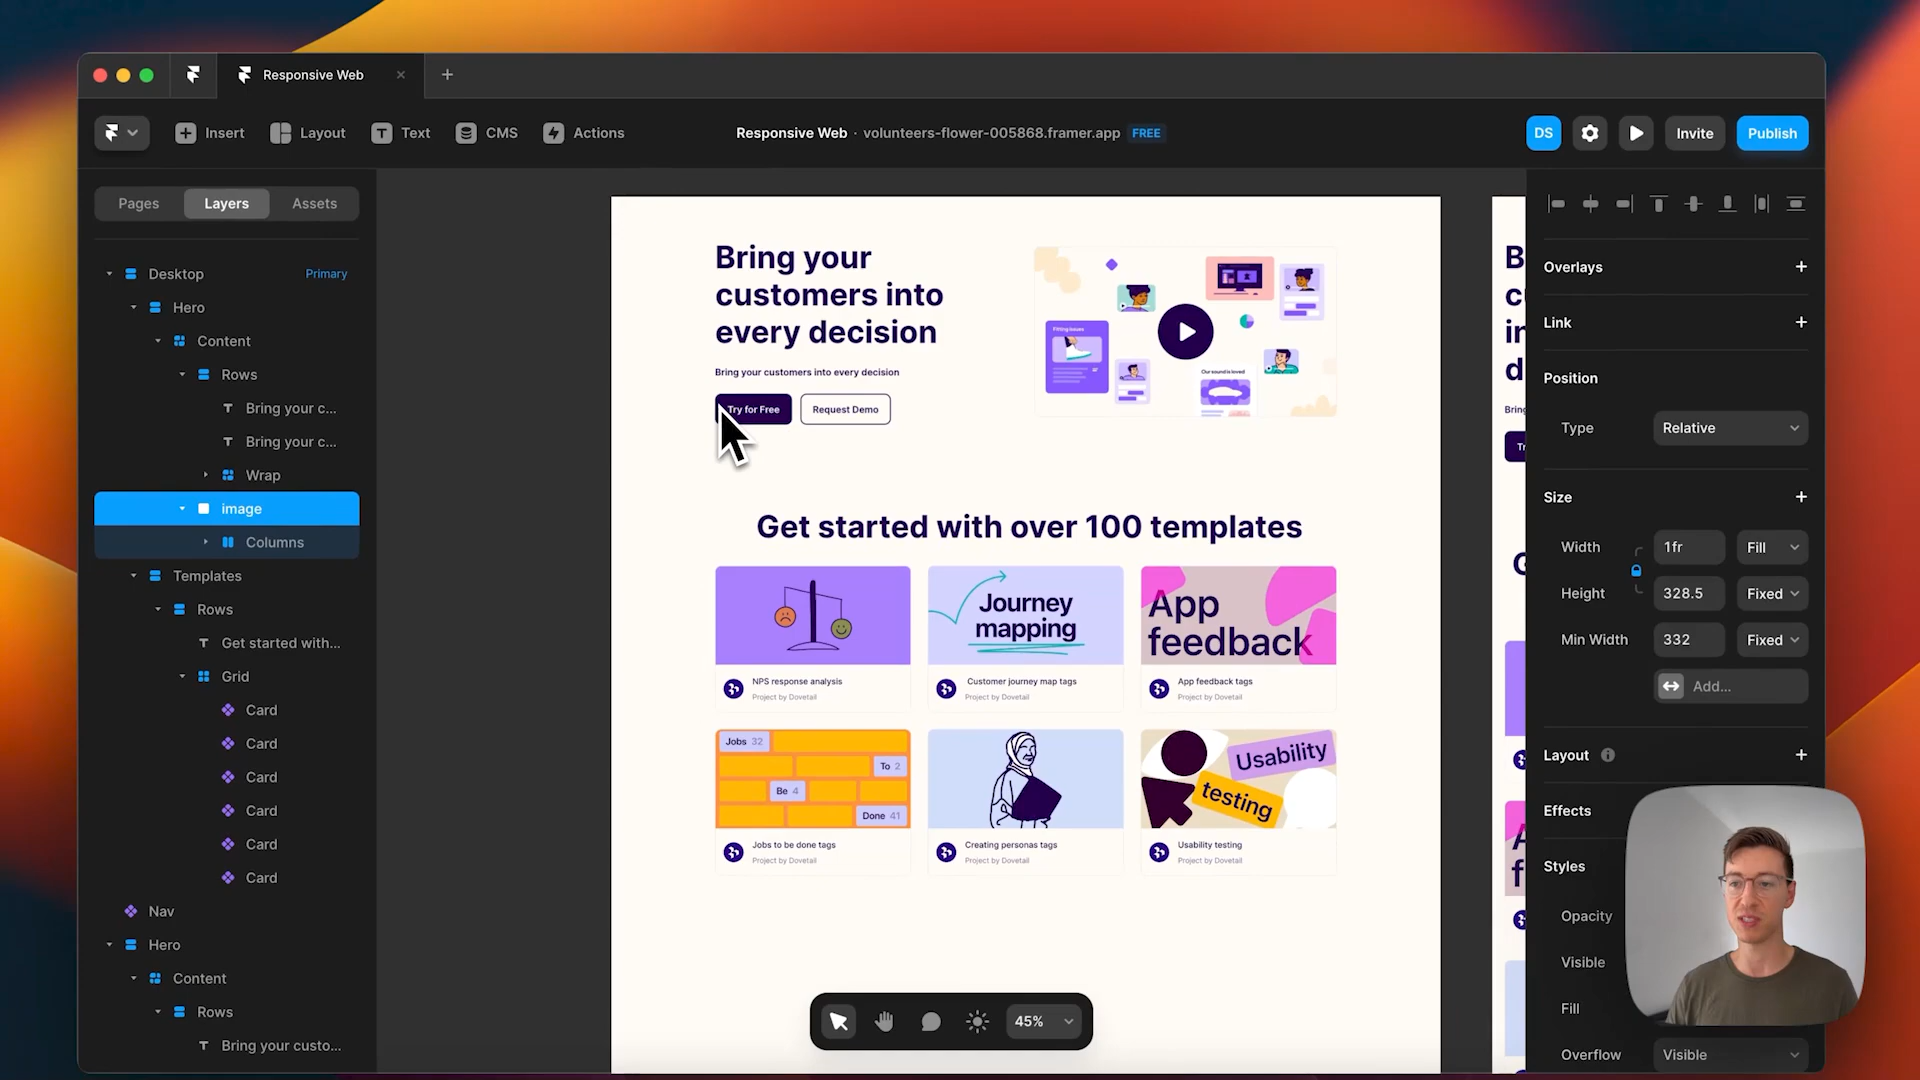 Responsive Web
Insert
Layout
Text
CMS
Actions
Responsive Web · volunteers-flower-005868.framer.app FREE
DS
Invite
Publish
Pages
Layers
Assets
Desktop
Primary
Hero
Content
Rows
Bring your c...
Bring your c...
Wrap
image
Columns
Templates
Rows
Get started with...
Grid
Card
Card
Card
Card
Card
Card
Nav
Hero
Content
Rows
Bring your custo...
Bring your
customers into
every decision
Bring your customers into every decision
Try for Free
Request Demo
Fitting issues
Our sound is loved
Get started with over 100 templates
Journey
mapping
App
feedback
NPS response analysis
Project by Dovetail
Customer journey map tags
Project by Dovetail
App feedback tags
Project by Dovetail
Jobs 32
To 2
Be 4
Done 41
Usability
testing
Jobs to be done tags
Project by Dovetail
Creating personas tags
Project by Dovetail
Usability testing
Project by Dovetail
45%
B
in
d
Bring
Overlays
Link
Position
Type
Relative
Size
Width
1fr
Fill
Height
328.5
Fixed
Min Width
332
Fixed
Add...
Layout
Effects
Styles
Opacity
Visible
Fill
Overflow
Visible